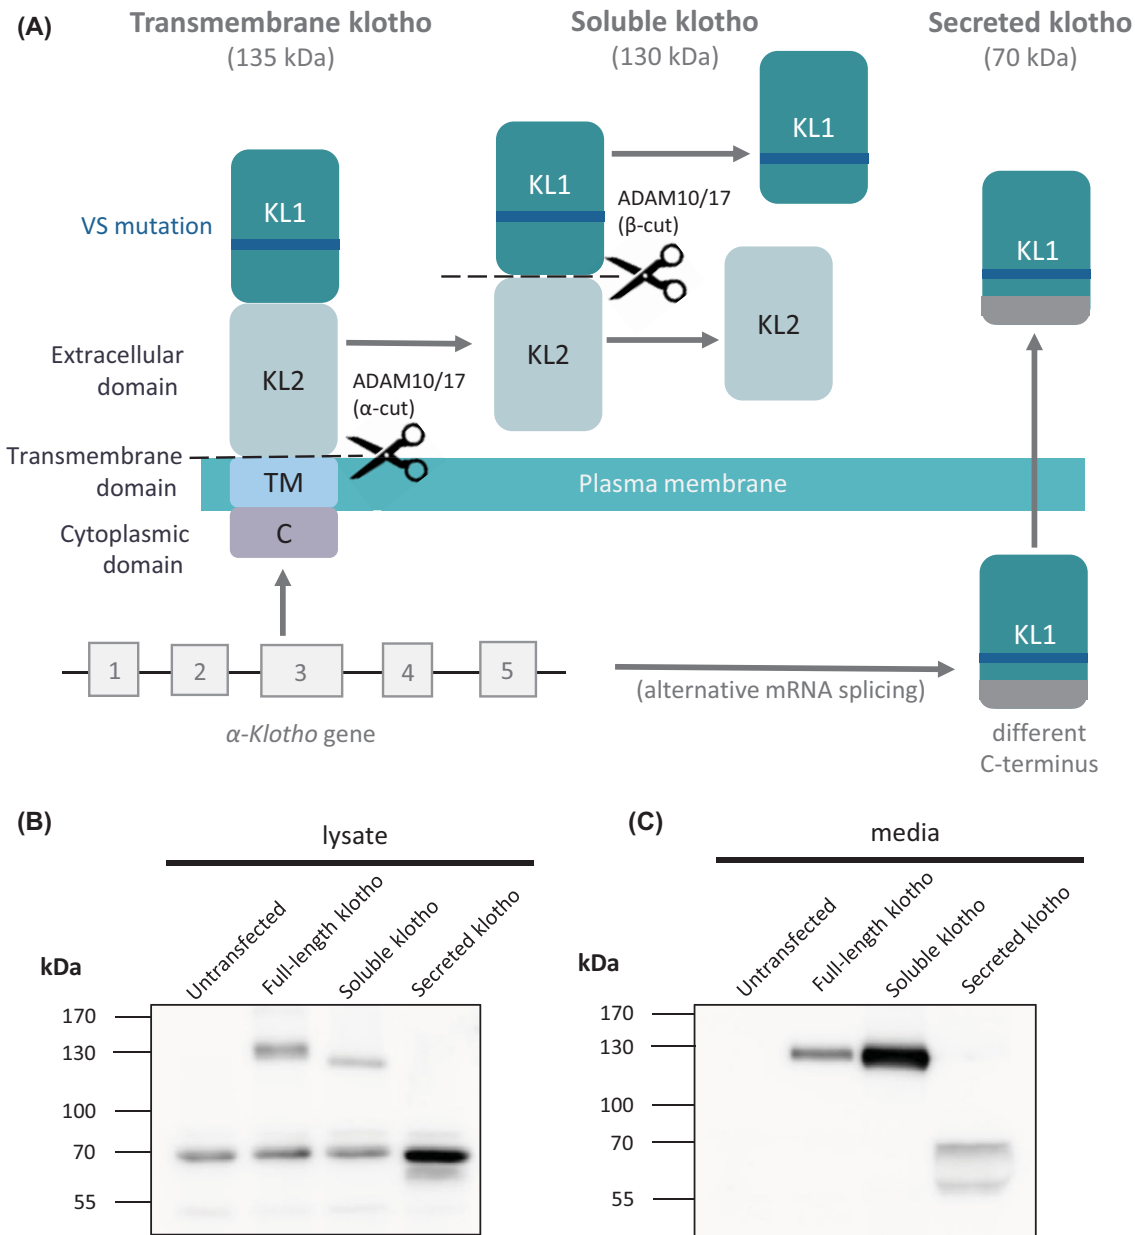 (A)
Transmembrane klotho
(135 kDa)
Soluble klotho
(130 kDa)
Secreted klotho
(70 kDa)
KL1
VS mutation
Extracellular
domain
KL2
ADAM10/17
(α-cut)
Transmembrane
domain
TM
Plasma membrane
Cytoplasmic
domain
C
KL1
ADAM10/17
(β-cut)
KL2
KL1
KL2
KL1
KL1
1
2
3
4
5
α-Klotho gene
(alternative mRNA splicing)
different
C-terminus
(B)
lysate
Untransfected
Full-length klotho
Soluble klotho
Secreted klotho
kDa
170
130
100
70
55
(C)
media
Untransfected
Full-length klotho
Soluble klotho
Secreted klotho
kDa
170
130
100
70
55